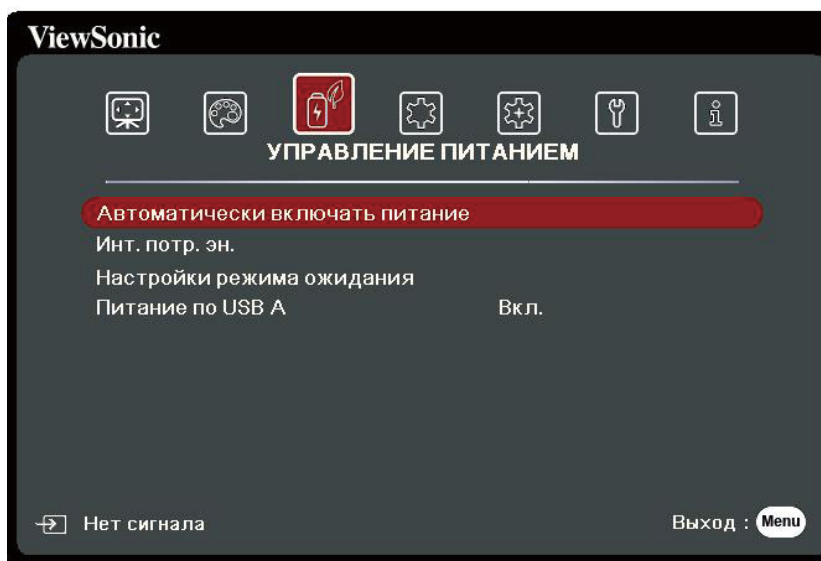 ViewSonic
УПРАВЛЕНИЕ ПИТАНИЕМ
Автоматически включать питание
Инт. потр. эн.
Настройки режима ожидания
Питание по USB A Вкл.
Нет сигнала Выход : Menu